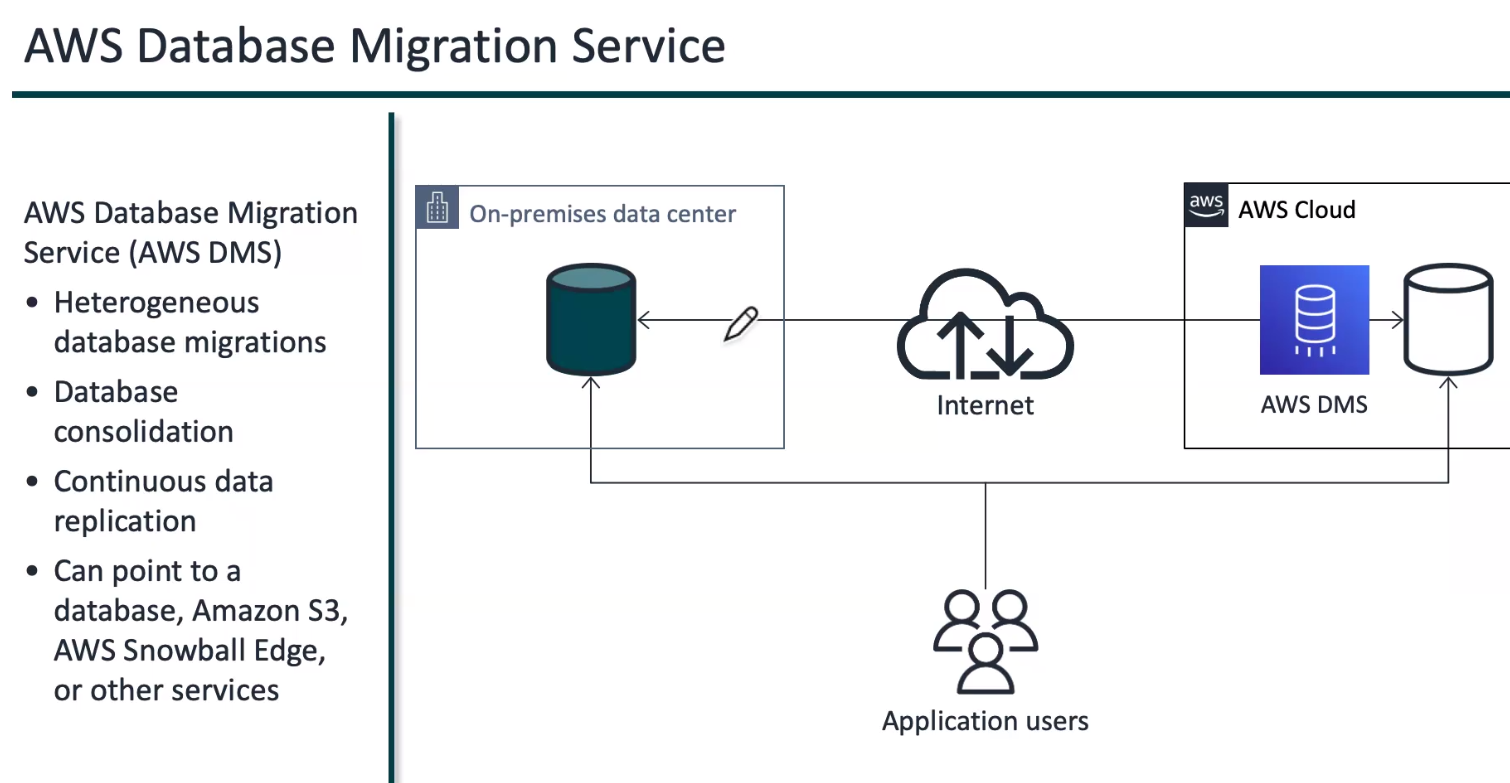 AWS Database Migration Service
AWS Database Migration
Service (AWS DMS)
• Heterogeneous
database migrations
• Database
consolidation
• Continuous data
replication
• Can point to a
database, Amazon S3,
AWS Snowball Edge,
or other services
On-premises data center
Internet
aws
AWS Cloud
AWS DMS
Application users